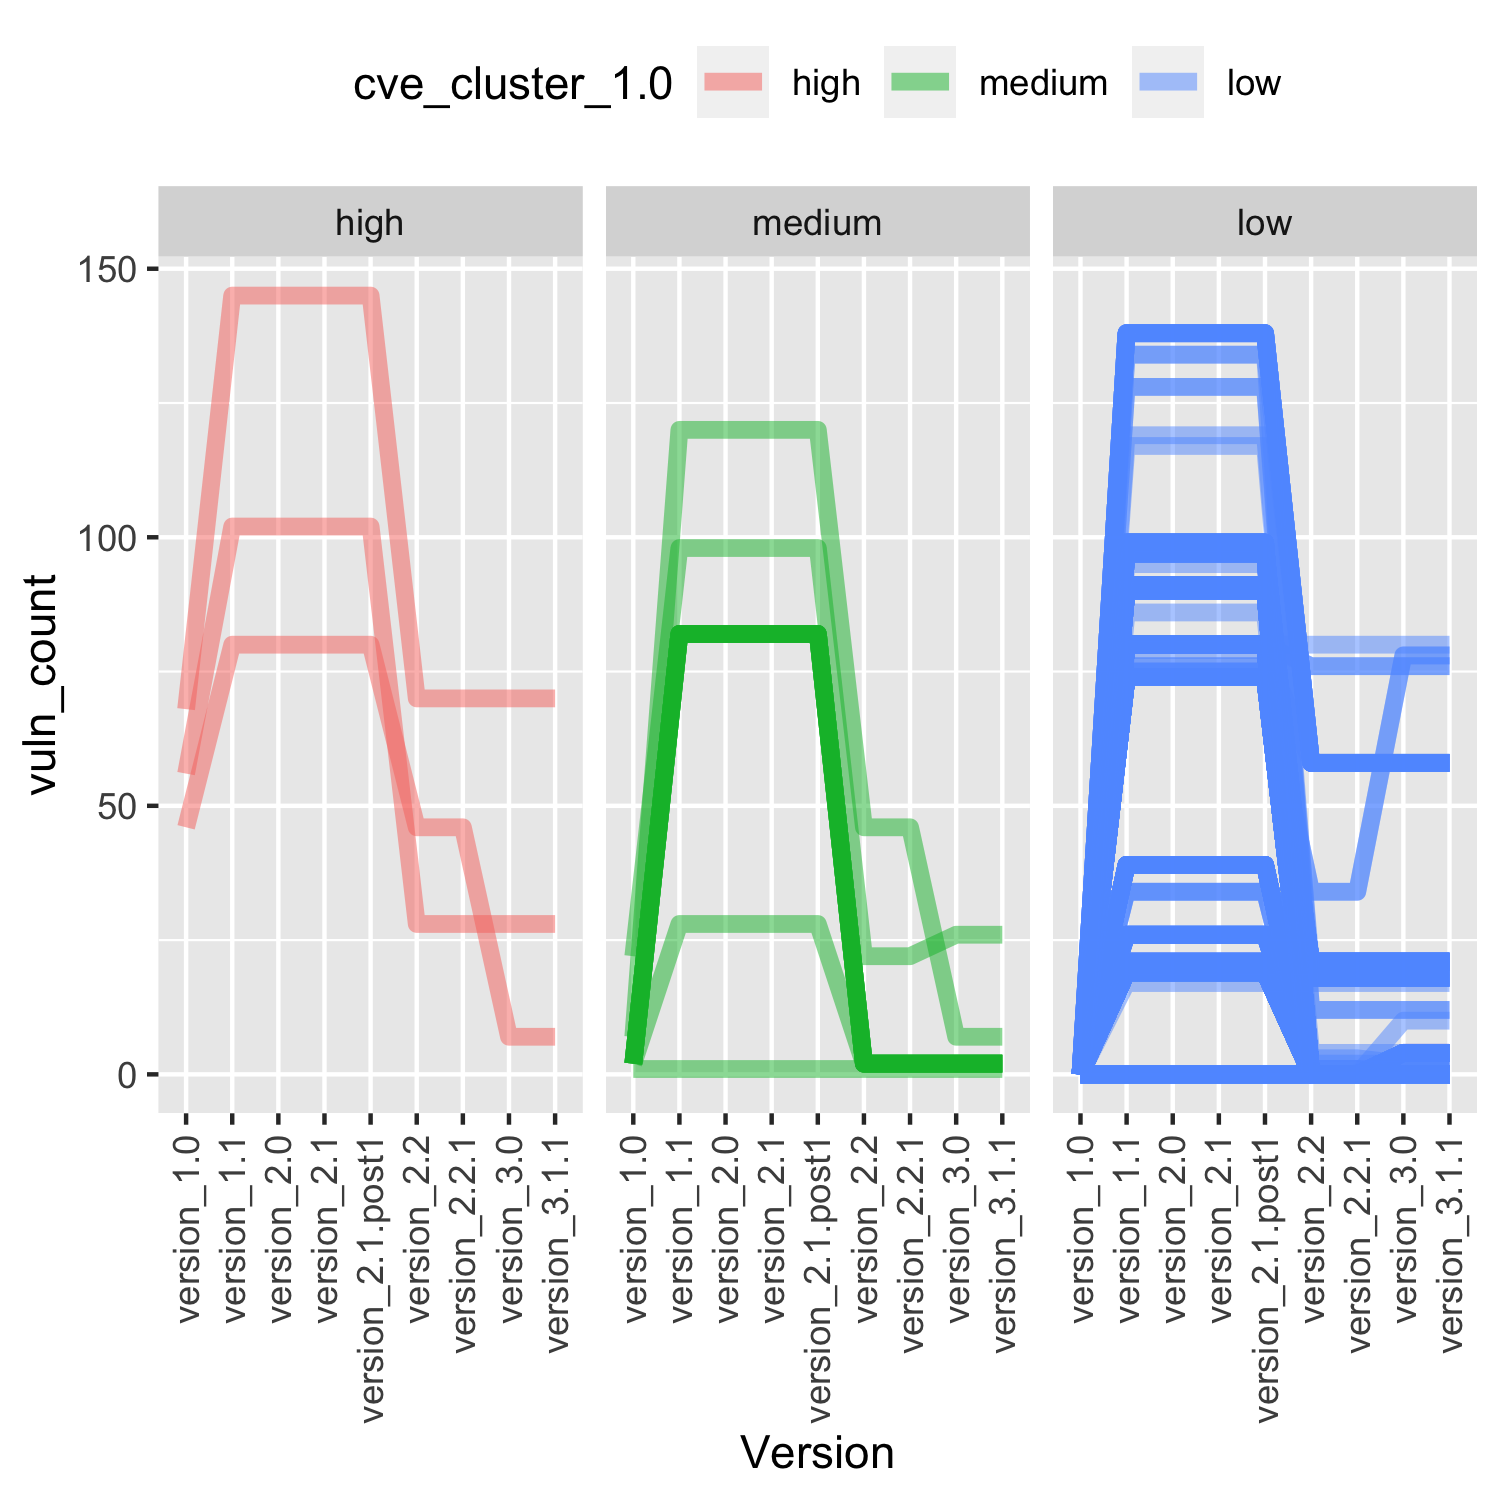 cve_cluster_1.0 high medium low
high medium low
150
100
50
0
vuln_count
version_1.0
version_1.1
version_2.0
version_2.1
version_2.1.post1
version_2.2
version_2.2.1
version_3.0
version_3.1.1
version_1.0
version_1.1
version_2.0
version_2.1
version_2.1.post1
version_2.2
version_2.2.1
version_3.0
version_3.1.1
version_1.0
version_1.1
version_2.0
version_2.1
version_2.1.post1
version_2.2
version_2.2.1
version_3.0
version_3.1.1
Version